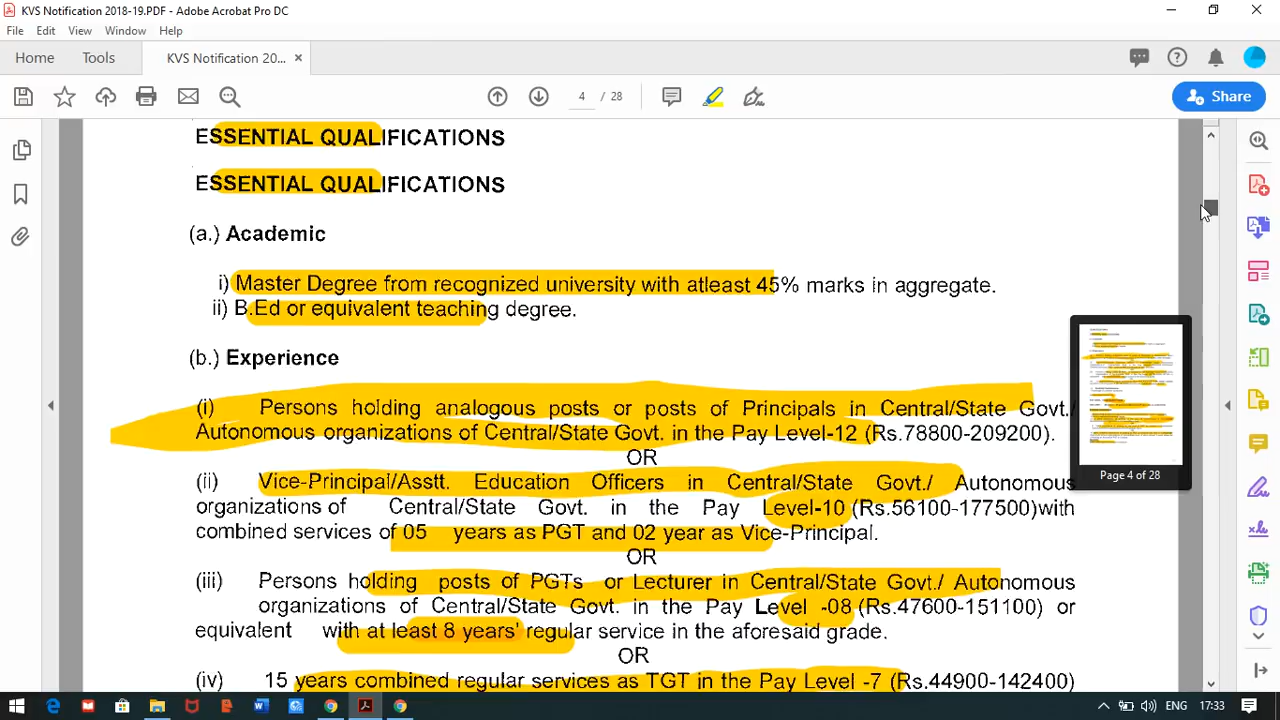 KVS Notification 2018-19.PDF - Adobe Acrobat Pro DC
File Edit View Window Help
Home Tools KVS Notification 20... ×
4 / 28
Share
ESSENTIAL QUALIFICATIONS
ESSENTIAL QUALIFICATIONS
(a.) Academic
i) Master Degree from recognized university with atleast 45% marks in aggregate.
ii) B.Ed or equivalent teaching degree.
(b.) Experience
(i) Persons holding analogous posts or posts of Principals in Central/State Govt./
Autonomous organizations of Central/State Govt. in the Pay Level-12 (Rs.78800-209200).
OR
(ii) Vice-Principal/Asstt. Education Officers in Central/State Govt./ Autonomous
organizations of Central/State Govt. in the Pay Level-10 (Rs.56100-177500)with
combined services of 05 years as PGT and 02 year as Vice-Principal.
OR
(iii) Persons holding posts of PGTs or Lecturer in Central/State Govt./ Autonomous
organizations of Central/State Govt. in the Pay Level -08 (Rs.47600-151100) or
equivalent with at least 8 years' regular service in the aforesaid grade.
OR
(iv) 15 years combined regular services as TGT in the Pay Level -7 (Rs.44900-142400)
Page 4 of 28
ENG 17:33